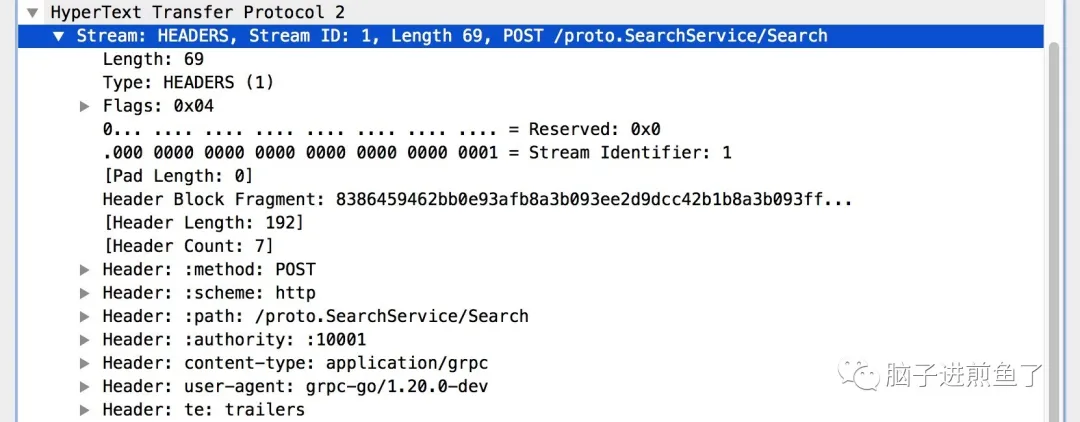 HyperText Transfer Protocol 2
Stream: HEADERS, Stream ID: 1, Length 69, POST /proto.SearchService/Search
Length: 69
Type: HEADERS (1)
Flags: 0x04
0... .... .... .... .... .... .... .... = Reserved: 0x0
.000 0000 0000 0000 0000 0000 0000 0001 = Stream Identifier: 1
[Pad Length: 0]
Header Block Fragment: 8386459462bb0e93afb8a3b093ee2d9dcc42b1b8a3b093ff...
[Header Length: 192]
[Header Count: 7]
Header: :method: POST
Header: :scheme: http
Header: :path: /proto.SearchService/Search
Header: :authority: :10001
Header: content-type: application/grpc
Header: user-agent: grpc-go/1.20.0-dev
Header: te: trailers
脑子进煎鱼了